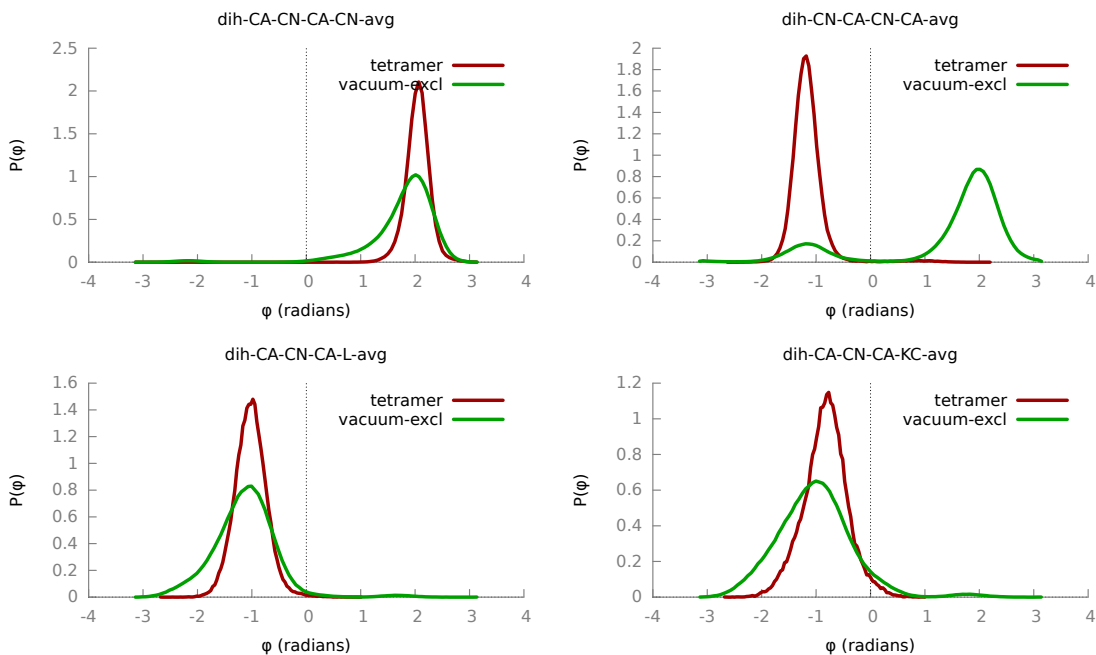 dih-CA-CN-CA-CN-avg
2.5
2
1.5
1
0.5
0
-4 -3 -2 -1 0 1 2 3 4
P(φ)
φ (radians)
tetramer
vacuum-excl
dih-CN-CA-CN-CA-avg
2
1.8
1.6
1.4
1.2
1
0.8
0.6
0.4
0.2
0
-4 -3 -2 -1 0 1 2 3 4
P(φ)
φ (radians)
tetramer
vacuum-excl
dih-CA-CN-CA-L-avg
1.6
1.4
1.2
1
0.8
0.6
0.4
0.2
0
-4 -3 -2 -1 0 1 2 3 4
P(φ)
φ (radians)
tetramer
vacuum-excl
dih-CA-CN-CA-KC-avg
1.2
1
0.8
0.6
0.4
0.2
0
-4 -3 -2 -1 0 1 2 3 4
P(φ)
φ (radians)
tetramer
vacuum-excl